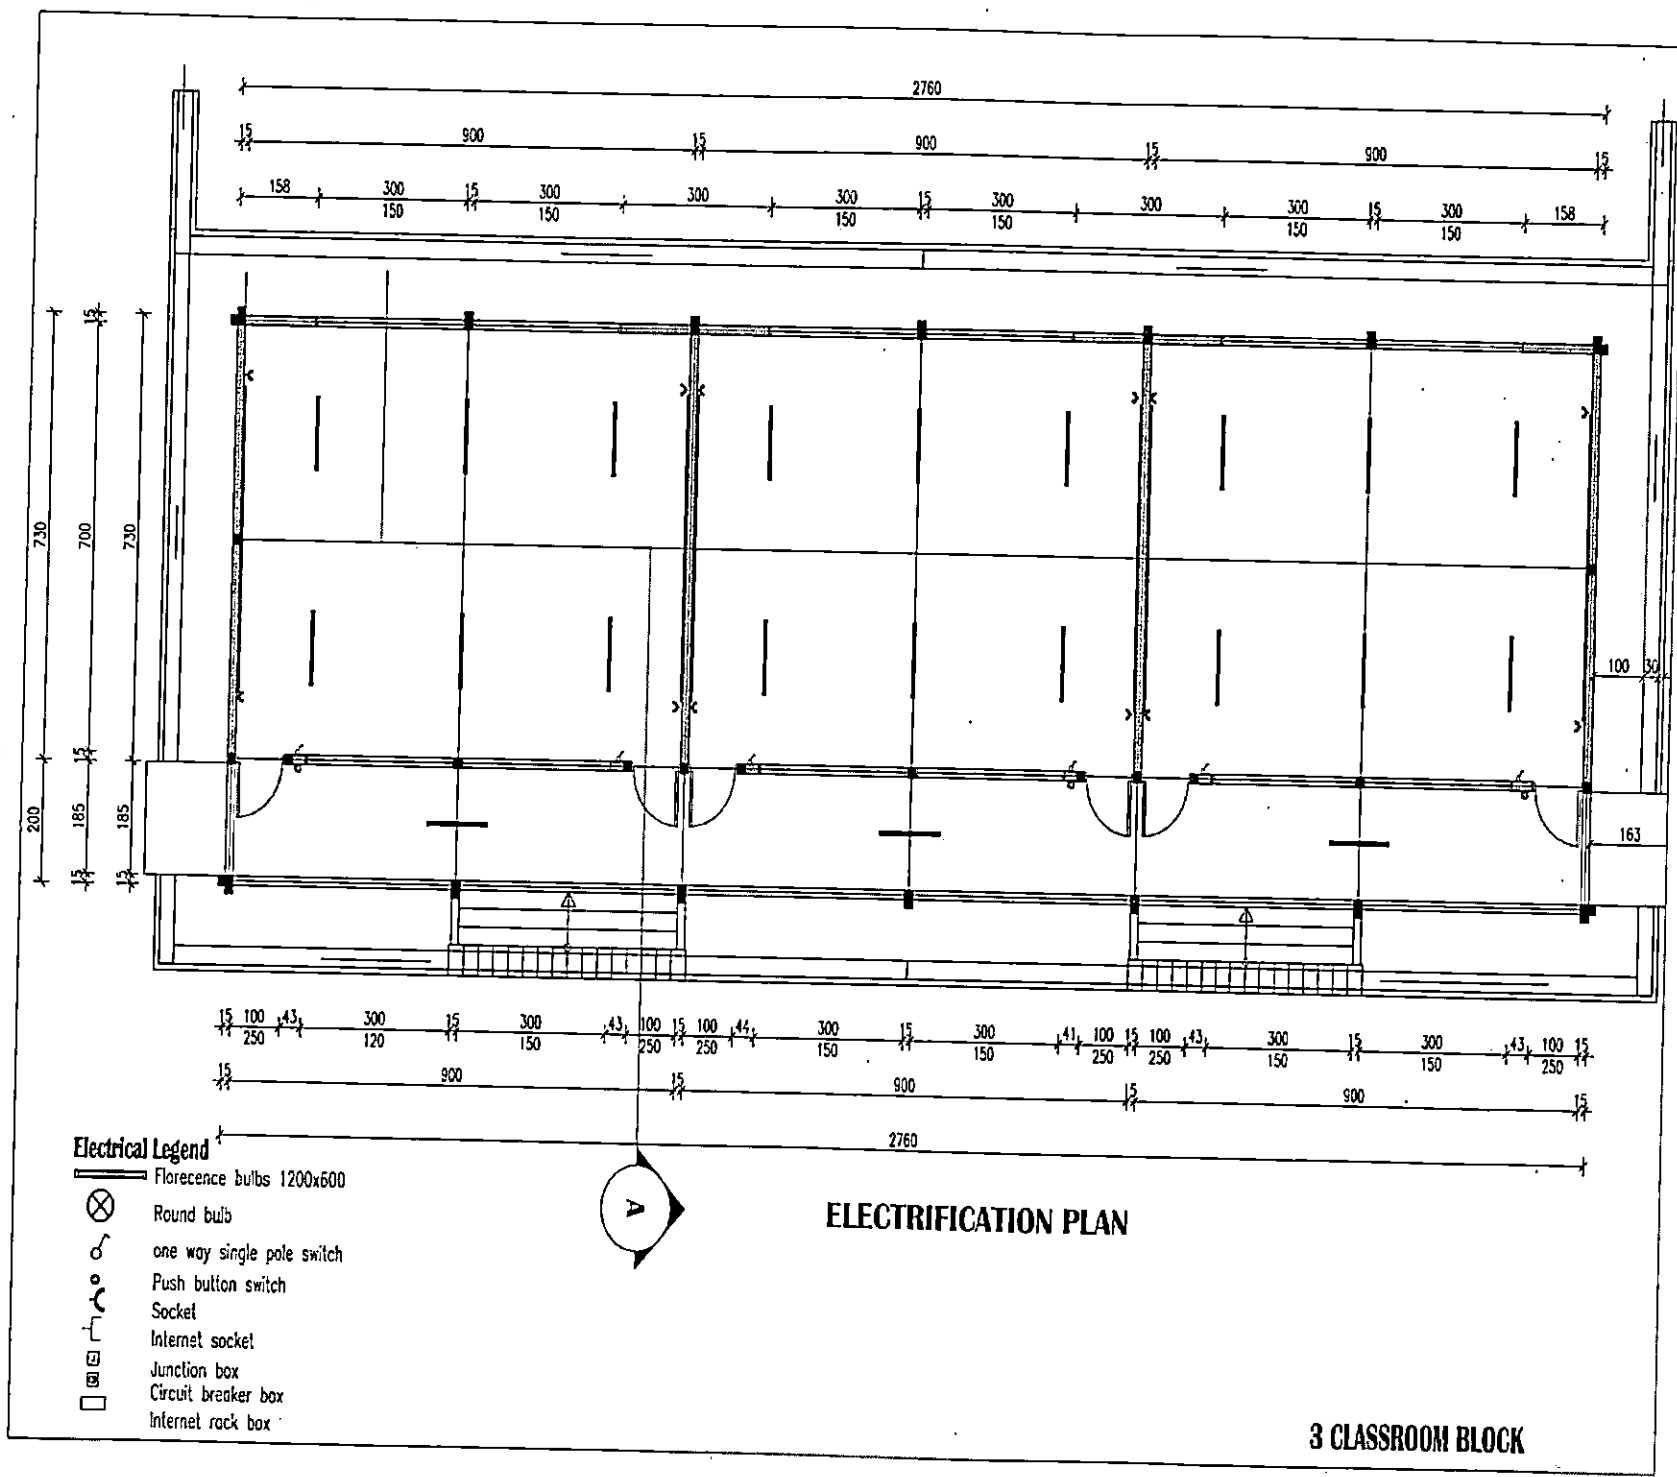 2760
15 900 15 900 15 900 15
158 300 15 300 300 300 15 300 300 300 15 300 158
150 150 150 150 150 150
15
730 700 730
100 30
15 15
200 185 185
163
15 15
15 100 43 300 15 300 43 100 15 100 44 300 15 300 41 100 15 100 43 300 15 300 43 100 15
250 120 150 250 250 150 150 250 250 150 150 250
15 900 15 900 15 900 15
2760
Electrical Legend
Florecence bulbs 1200x600
Round bulb
one way single pole switch
Push button switch
Socket
Internet socket
Junction box
Circuit breaker box
Internet rack box
A
ELECTRIFICATION PLAN
3 CLASSROOM BLOCK